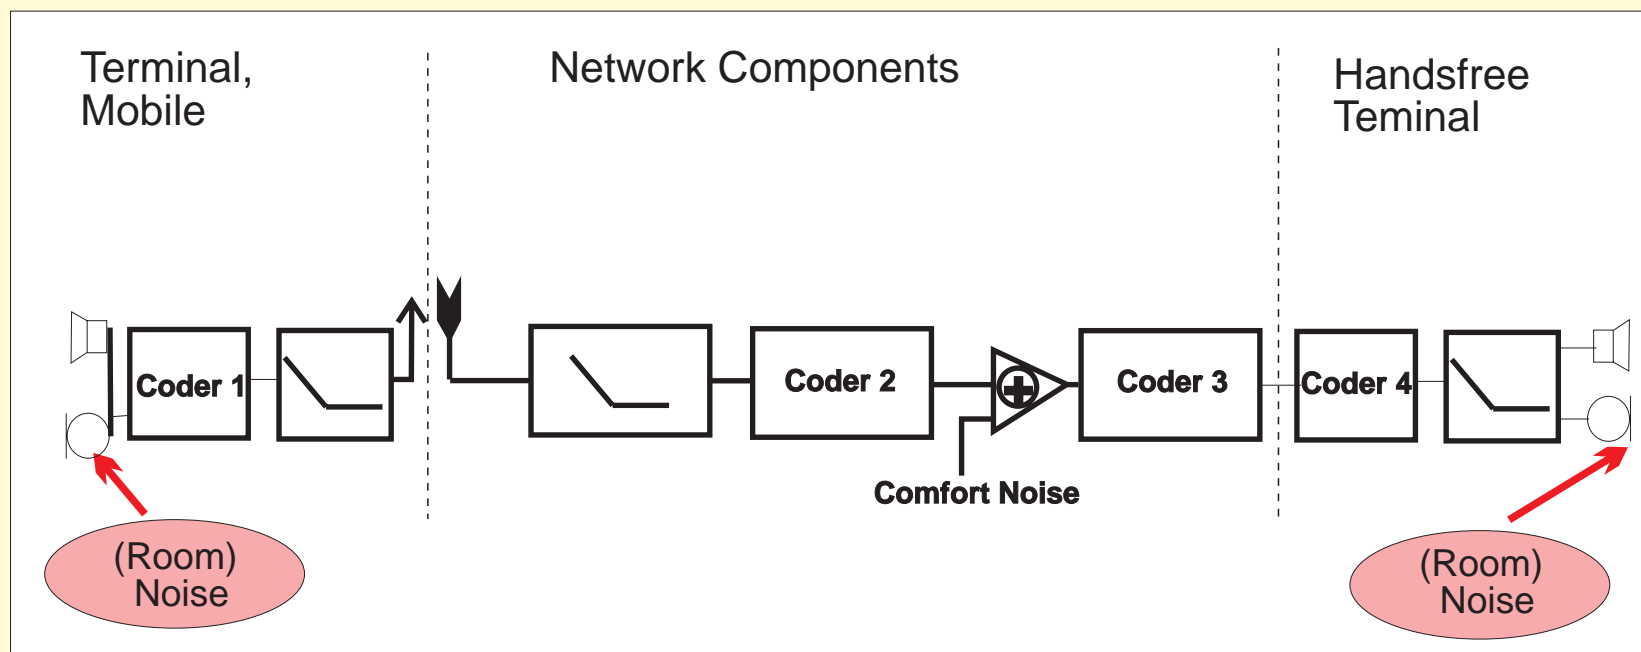 Terminal,
Mobile
Network Components
Handsfree
Teminal
Coder 1
Coder 2
Coder 3
Coder 4
Comfort Noise
(Room)
Noise
(Room)
Noise